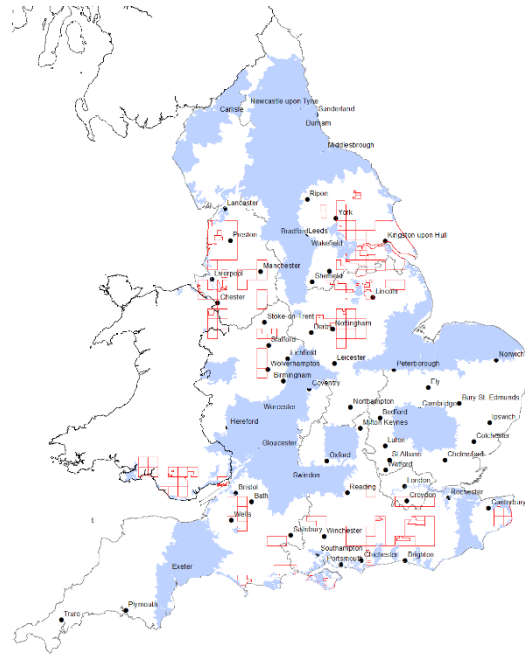 Newcastle upon Tyne
Carlisle
Sunderland
Durham
Middlesbrough
Ripon
Lancaster
York
Preston
Bradford
Leeds
Kingston upon Hull
Wakefield
Liverpool
Manchester
Sheffield
Chester
Lincoln
Stoke-on-Trent
Derby
Nottingham
Stafford
Norwich
Lichfield
Wolverhampton
Leicester
Peterborough
Birmingham
Coventry
Ely
Worcester
Northampton
Cambridge
Bury St. Edmunds
Bedford
Hereford
Milton Keynes
Ipswich
Colchester
Gloucester
Luton
Oxford
St Albans
Chelmsford
Watford
Swindon
London
Bristol
Reading
Croydon
Rochester
Bath
Canterbury
Wells
Salisbury
Winchester
Southampton
Exeter
Portsmouth
Chichester
Brighton
Plymouth
Truro